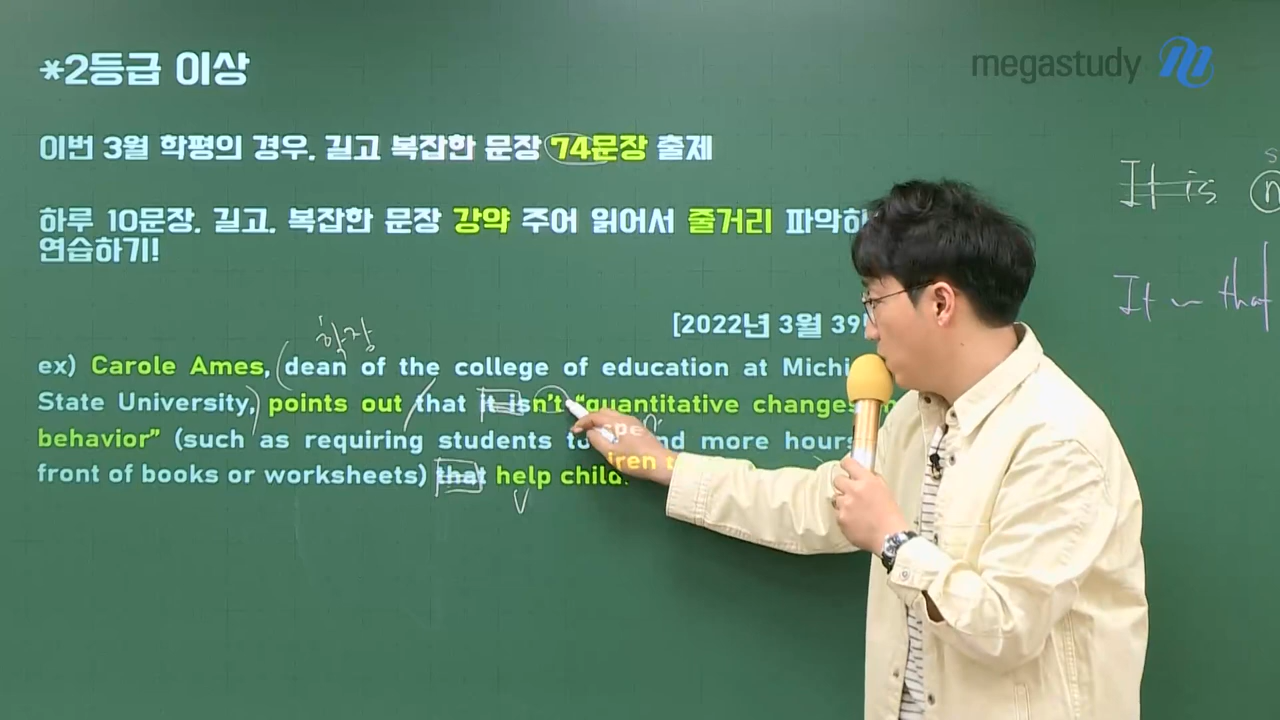 *2등급 이상
megastudy
이번 3월 학평의 경우, 길고 복잡한 문장 74문장 출제
하루 10문장, 길고, 복잡한 문장 강약 주어 읽어서 줄거리 파악하
연습하기!
It is
It ~ that
[2022년 3월 39
학장
ex) Carole Ames, (dean of the college of education at Michi
State University,) points out / that it isn't "quantitative changes
behavior" (such as requiring students to spend more hours
front of books or worksheets) that help children